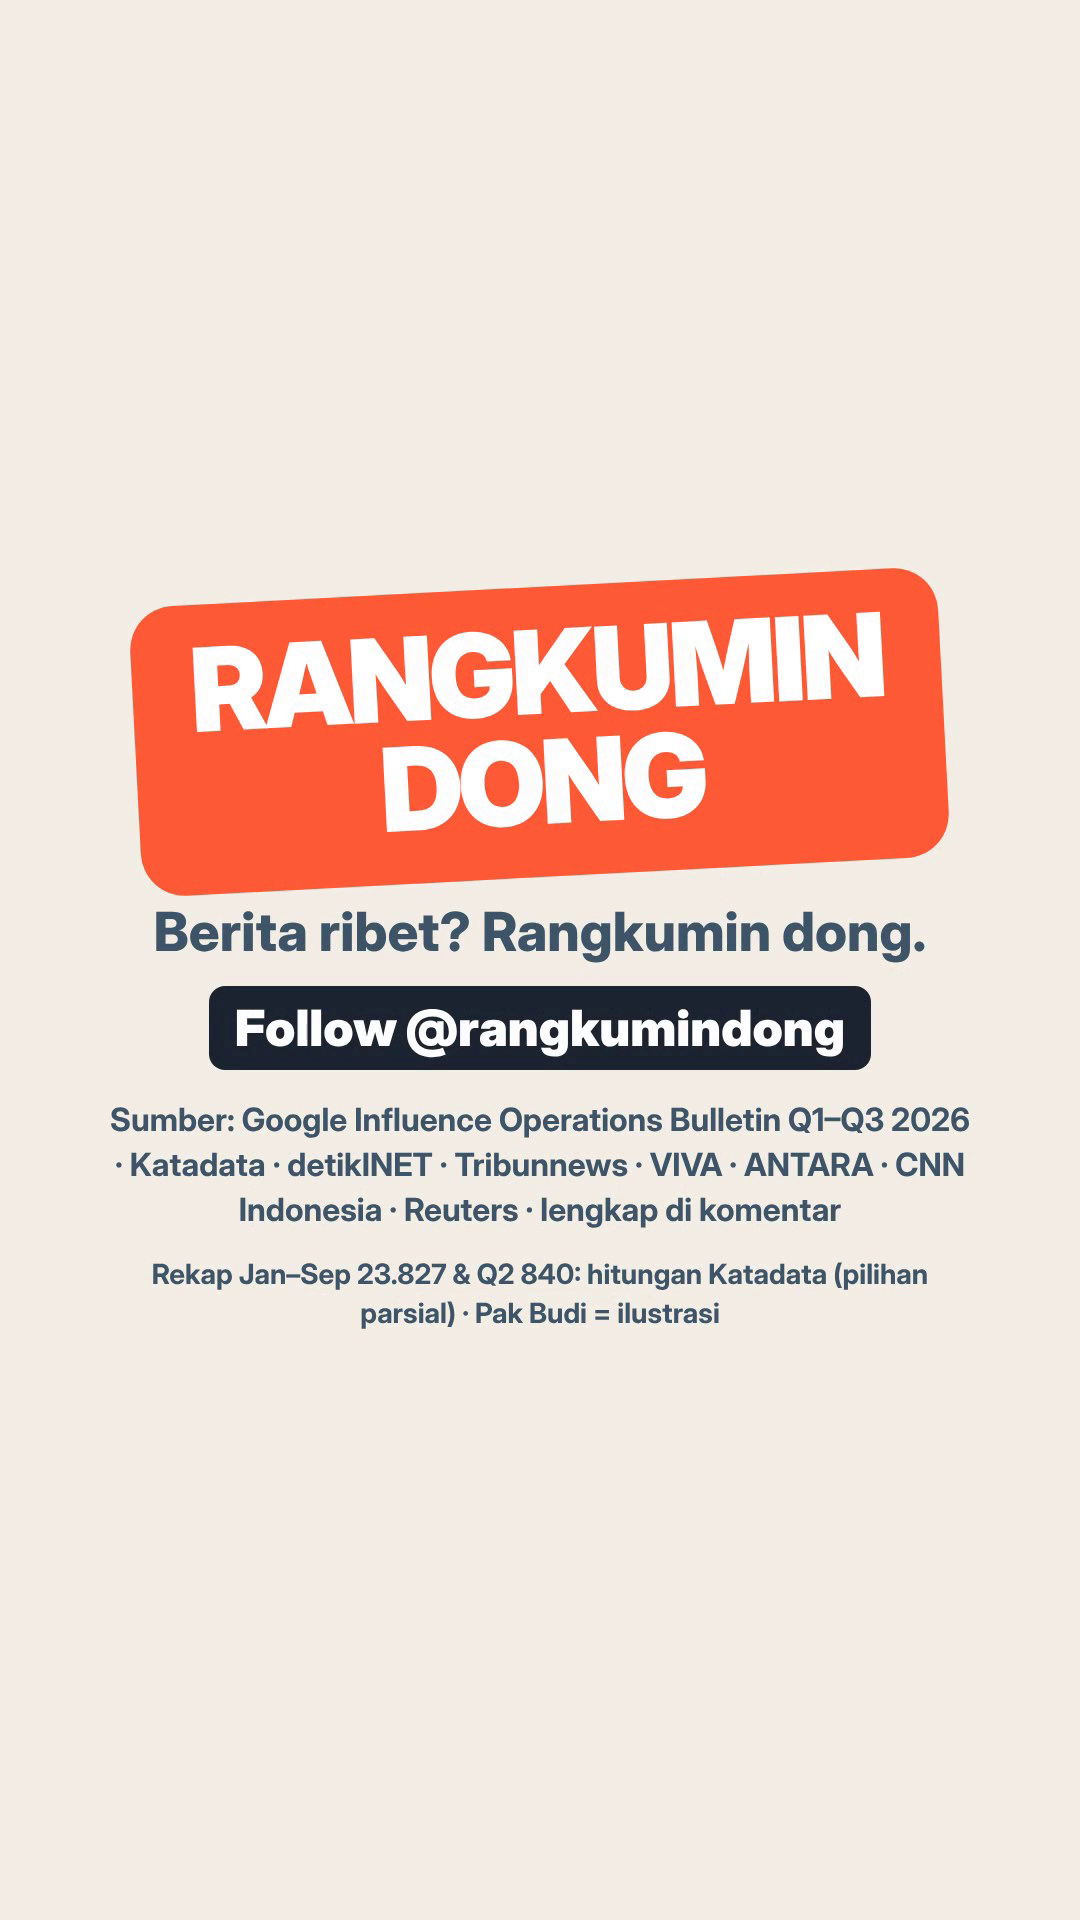 RANGKUMIN
DONG
Berita ribet? Rangkumin dong.
Follow @rangkumindong
Sumber: Google Influence Operations Bulletin Q1–Q3 2026
· Katadata · detikINET · Tribunnews · VIVA · ANTARA · CNN
Indonesia · Reuters · lengkap di komentar
Rekap Jan–Sep 23.827 & Q2 840: hitungan Katadata (pilihan
parsial) · Pak Budi = ilustrasi